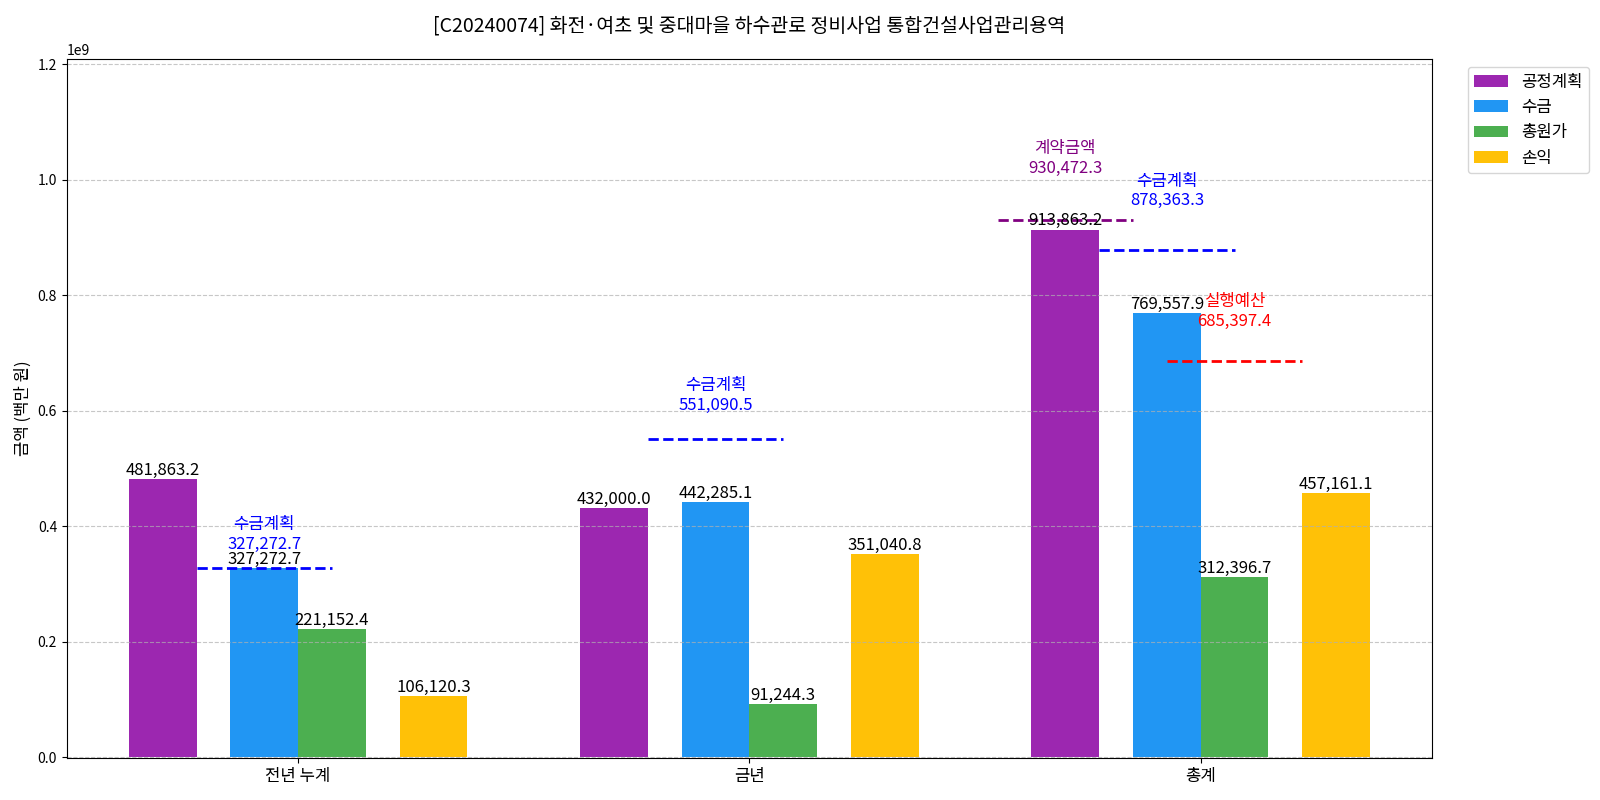 [C20240074] 화전·여초 및 중대마을 하수관로 정비사업 통합건설사업관리용역
1e9
1.2
1.0
0.8
0.6
0.4
0.2
0.0
금액 (백만 원)
481,863.2
수금계획
327,272.7
327,272.7
221,152.4
106,120.3
수금계획
551,090.5
432,000.0
442,285.1
91,244.3
351,040.8
계약금액
930,472.3
913,863.2
수금계획
878,363.3
769,557.9
실행예산
685,397.4
312,396.7
457,161.1
전년 누계
금년
총계
공정계획
수금
총원가
손익